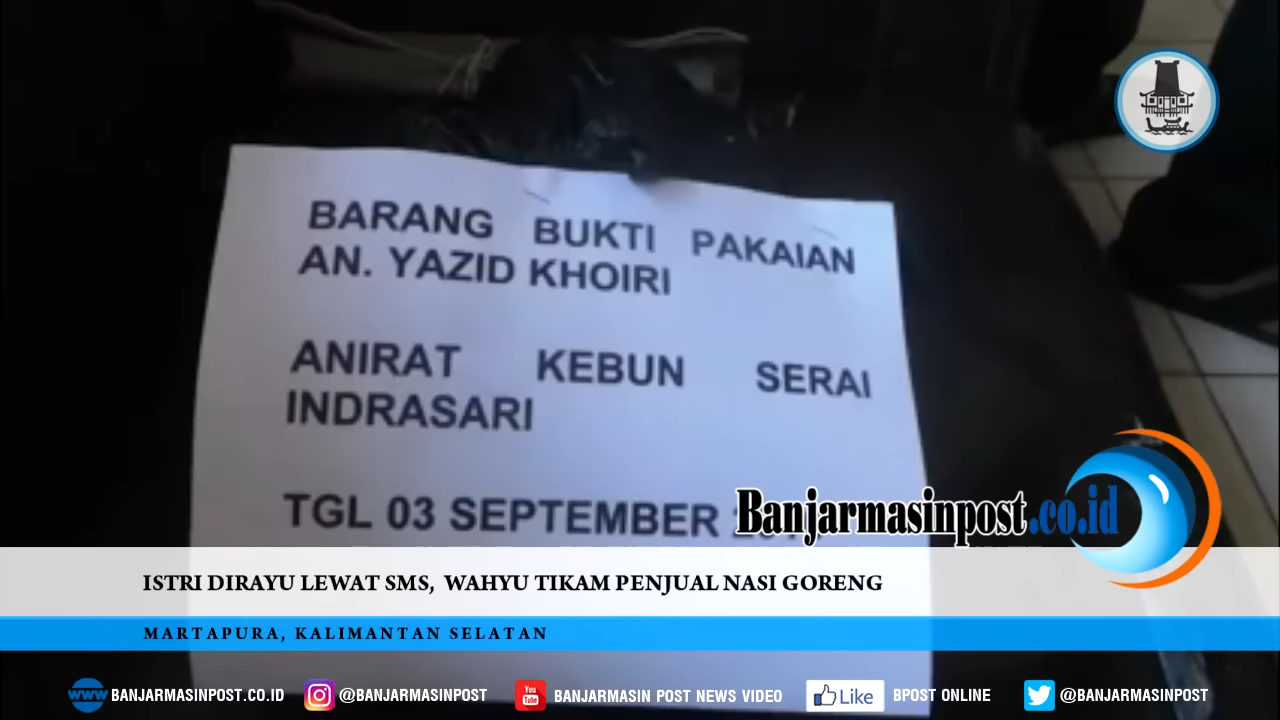 BARANG BUKTI PAKAIAN
AN. YAZID KHOIRI
ANIRAT KEBUN SERAI
INDRASARI
TGL 03 SEPTEMBER
Banjarmasinpost.co.id
ISTRI DIRAYU LEWAT SMS, WAHYU TIKAM PENJUAL NASI GORENG
MARTAPURA, KALIMANTAN SELATAN
www BANJARMASINPOST.CO.ID @BANJARMASINPOST You Tube BANJARMASIN POST NEWS VIDEO Like BPOST ONLINE @BANJARMASINPOST